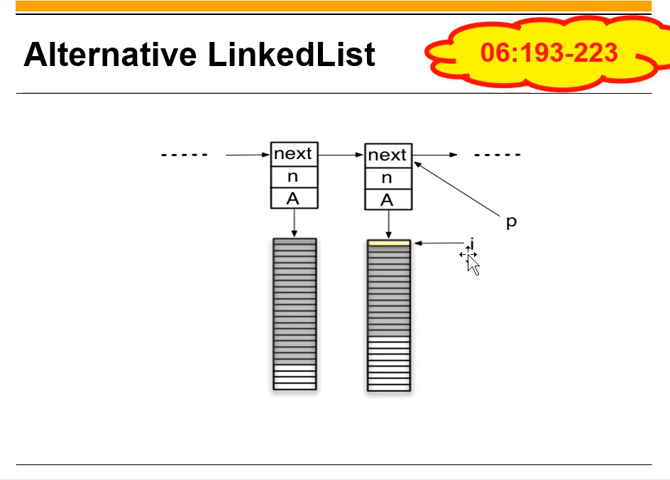 Alternative LinkedList
06:193-223
----- next next -----
n n
A A
p
i